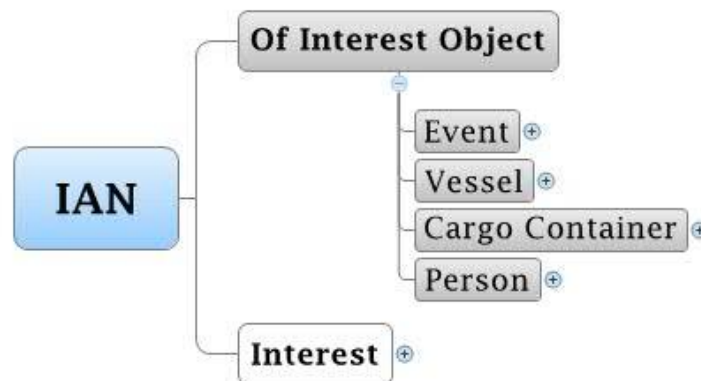 Of Interest Object
Event
Vessel
IAN
Cargo Container
Person
Interest